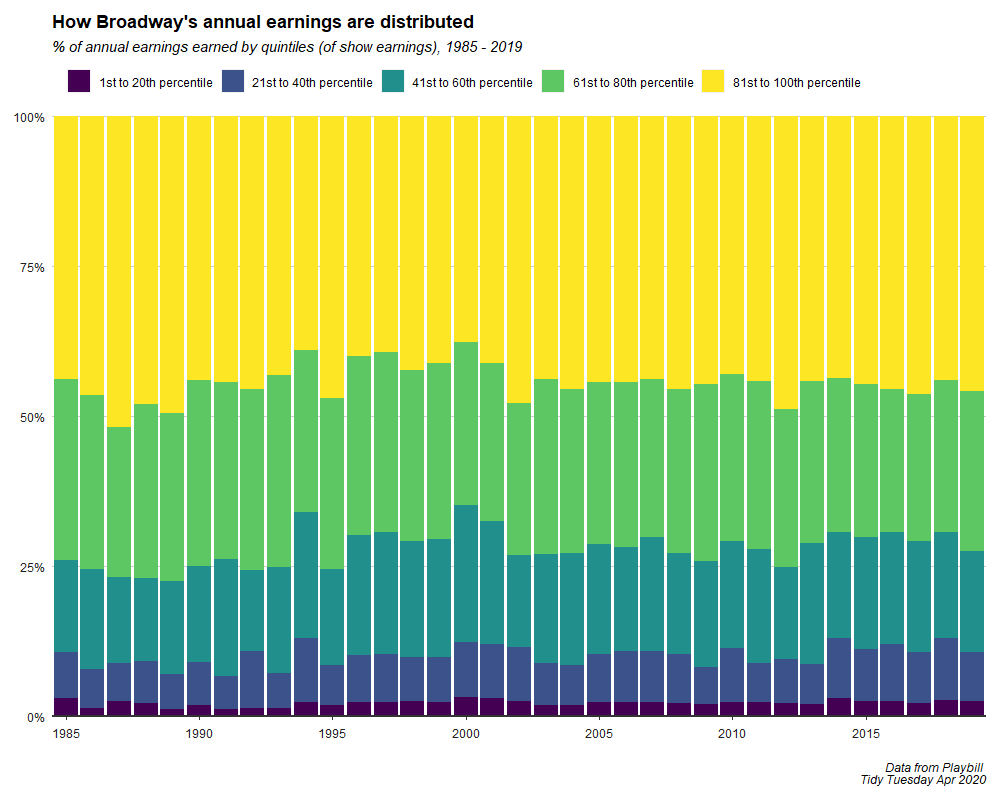 How Broadway's annual earnings are distributed
% of annual earnings earned by quintiles (of show earnings), 1985 - 2019
1st to 20th percentile 21st to 40th percentile 41st to 60th percentile 61st to 80th percentile 81st to 100th percentile
100%
75%
50%
25%
0%
1985 1990 1995 2000 2005 2010 2015
Data from Playbill
Tidy Tuesday Apr 2020